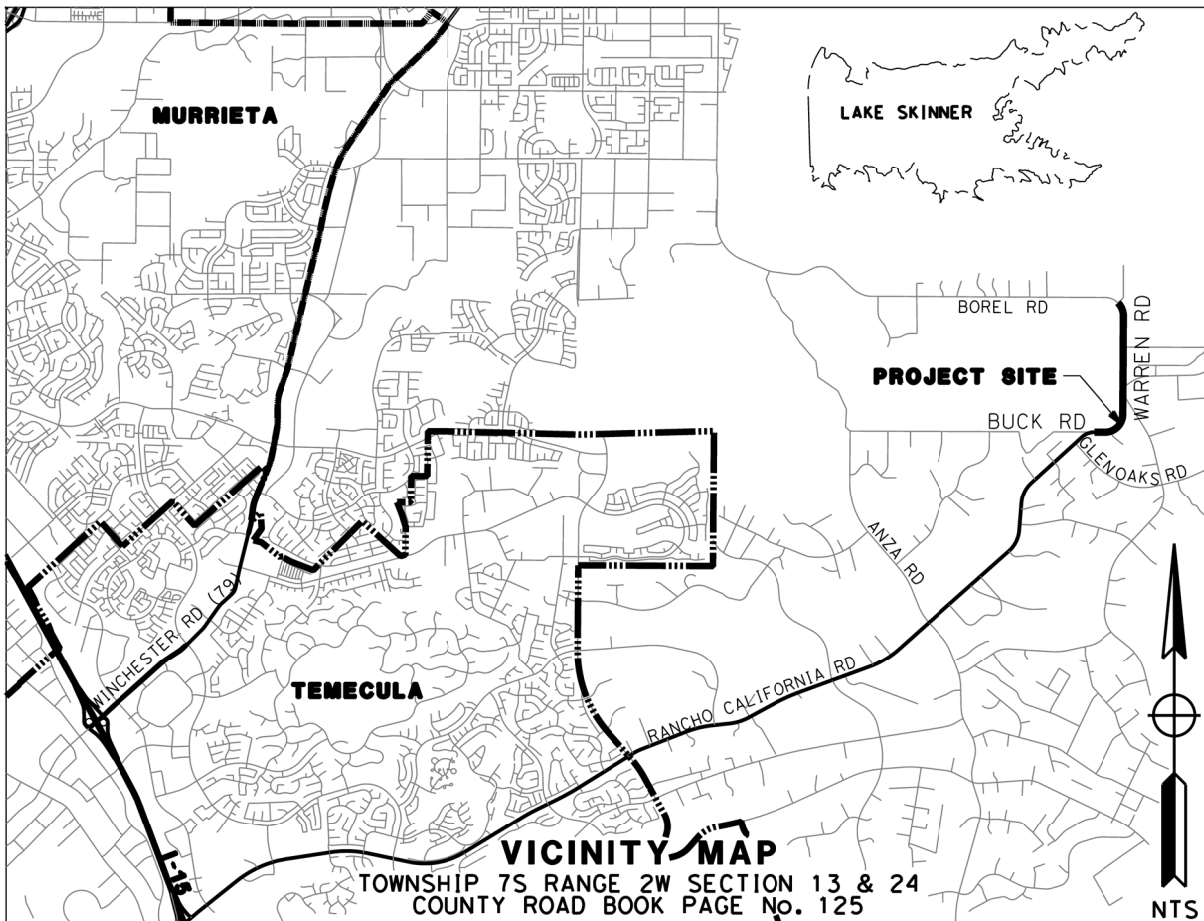 MURRIETA
LAKE SKINNER
BOREL RD
WARREN RD
PROJECT SITE
BUCK RD
GLENOAKS RD
ANZA RD
WINCHESTER RD (79)
TEMECULA
RANCHO CALIFORNIA RD
I-15
VICINITY MAP
TOWNSHIP 7S RANGE 2W SECTION 13 & 24
COUNTY ROAD BOOK PAGE No. 125
NTS